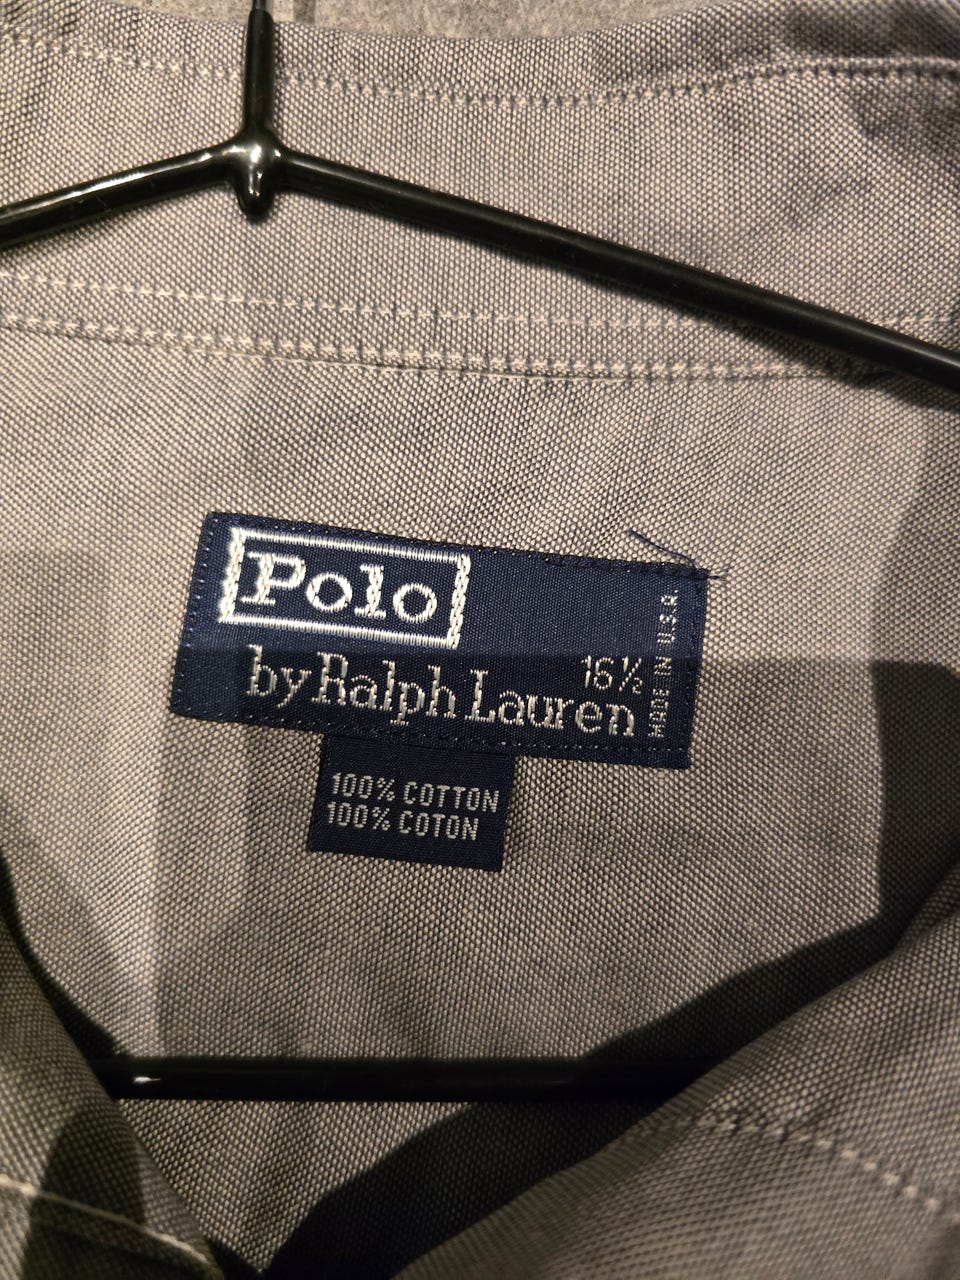 Polo
by Ralph Lauren
16½
MADE IN U.S.A.
100% COTTON
100% COTON